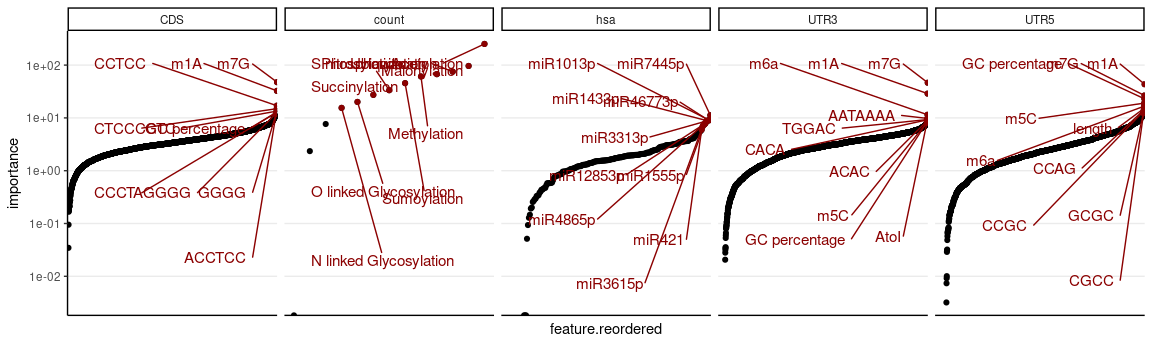 CDS
count
hsa
UTR3
UTR5
importance
1e+02
1e+01
1e+00
1e-01
1e-02
CCTCC
m1A
m7G
GC percentage
CCCTA
GGGG
GGGG
ACCTCC
Malonylation
Succinylation
Methylation
O linked Glycosylation
Sumoylation
N linked Glycosylation
miR1013p
miR7445p
miR1433p
miR46773p
miR3313p
miR12853p
miR1555p
miR4865p
miR421
miR3615p
m6a
m1A
m7G
AATAAAA
TGGAC
CACA
ACAC
m5C
GC percentage
AtoI
GC percentage
m7G
m1A
m5C
length
m6a
CCAG
GCGC
CCGC
CGCC
feature.reordered